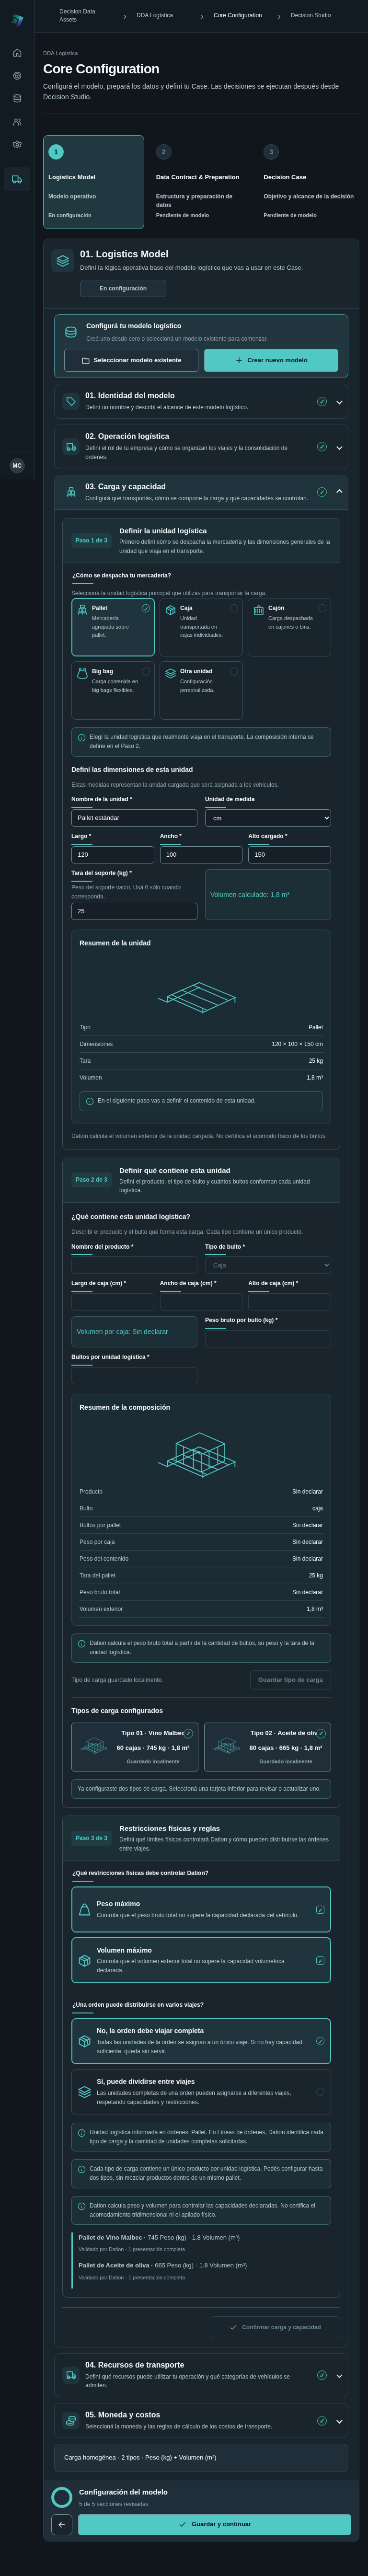 Decision Data
Assets
DDA Logística
Core Configuration
Decision Studio
DDA Logística
Core Configuration
Configurá el modelo, prepará los datos y definí tu Case. Las decisiones se ejecutan después desde
Decision Studio.
1
Logistics Model
Modelo operativo
En configuración
2
Data Contract & Preparation
Estructura y preparación de
datos
Pendiente de modelo
3
Decision Case
Objetivo y alcance de la decisión
Pendiente de modelo
01. Logistics Model
Definí la lógica operativa base del modelo logístico que vas a usar en este Case.
En configuración
Configurá tu modelo logístico
Creá uno desde cero o seleccioná un modelo existente para comenzar.
Seleccionar modelo existente
Crear nuevo modelo
01. Identidad del modelo
Definí un nombre y describí el alcance de este modelo logístico.
02. Operación logística
Definí el rol de tu empresa y cómo se organizan los viajes y la consolidación de
órdenes.
MC
03. Carga y capacidad
Configurá qué transportás, cómo se compone la carga y qué capacidades se controlan.
Paso 1 de 3
Definir la unidad logística
Primero definí cómo se despacha la mercadería y las dimensiones generales de la
unidad que viaja en el transporte.
¿Cómo se despacha tu mercadería?
Seleccioná la unidad logística principal que utilizás para transportar la carga.
Pallet
Mercadería
agrupada sobre
pallet.
Caja
Unidad
transportada en
cajas individuales.
Cajón
Carga despachada
en cajones o bins.
Big bag
Carga contenida en
big bags flexibles.
Otra unidad
Configuración
personalizada.
Elegí la unidad logística que realmente viaja en el transporte. La composición interna se
define en el Paso 2.
Definí las dimensiones de esta unidad
Estas medidas representan la unidad cargada que será asignada a los vehículos.
Nombre de la unidad *
Pallet estándar
Unidad de medida
cm
Largo *
120
Ancho *
100
Alto cargado *
150
Tara del soporte (kg) *
Peso del soporte vacío. Usá 0 sólo cuando
corresponda.
25
Volumen calculado: 1,8 m³
Resumen de la unidad
Tipo
Pallet
Dimensiones
120 × 100 × 150 cm
Tara
25 kg
Volumen
1,8 m³
En el siguiente paso vas a definir el contenido de esta unidad.
Dation calcula el volumen exterior de la unidad cargada. No certifica el acomodo físico de los bultos.
Paso 2 de 3
Definir qué contiene esta unidad
Definí el producto, el tipo de bulto y cuántos bultos conforman cada unidad
logística.
¿Qué contiene esta unidad logística?
Describí el producto y el bulto que forma esta carga. Cada tipo contiene un único producto.
Nombre del producto *
Tipo de bulto *
Caja
Largo de caja (cm) *
Ancho de caja (cm) *
Alto de caja (cm) *
Volumen por caja: Sin declarar
Peso bruto por bulto (kg) *
Bultos por unidad logística *
Resumen de la composición
Producto
Sin declarar
Bulto
caja
Bultos por pallet
Sin declarar
Peso por caja
Sin declarar
Peso del contenido
Sin declarar
Tara del pallet
25 kg
Peso bruto total
Sin declarar
Volumen exterior
1,8 m³
Dation calcula el peso bruto total a partir de la cantidad de bultos, su peso y la tara de la
unidad logística.
Tipo de carga guardado localmente.
Guardar tipo de carga
Tipos de carga configurados
Tipo 01 · Vino Malbec
60 cajas · 745 kg · 1,8 m³
Guardado localmente
Tipo 02 · Aceite de oliv
80 cajas · 665 kg · 1,8 m³
Guardado localmente
Ya configuraste dos tipos de carga. Seleccioná una tarjeta inferior para revisar o actualizar uno.
Paso 3 de 3
Restricciones físicas y reglas
Definí qué límites físicos controlará Dation y cómo pueden distribuirse las órdenes
entre viajes.
¿Qué restricciones físicas debe controlar Dation?
Peso máximo
Controla que el peso bruto total no supere la capacidad declarada del vehículo.
Volumen máximo
Controla que el volumen exterior total no supere la capacidad volumétrica
declarada.
¿Una orden puede distribuirse en varios viajes?
No, la orden debe viajar completa
Todas las unidades de la orden se asignan a un único viaje. Si no hay capacidad
suficiente, queda sin servir.
Sí, puede dividirse entre viajes
Las unidades completas de una orden pueden asignarse a diferentes viajes,
respetando capacidades y restricciones.
Unidad logística informada en órdenes: Pallet. En Líneas de órdenes, Dation identifica cada
tipo de carga y la cantidad de unidades completas solicitadas.
Cada tipo de carga contiene un único producto por unidad logística. Podés configurar hasta
dos tipos, sin mezclar productos dentro de un mismo pallet.
Dation calcula peso y volumen para controlar las capacidades declaradas. No certifica el
acomodamiento tridimensional ni el apilado físico.
Pallet de Vino Malbec · 745 Peso (kg) · 1.8 Volumen (m³)
Validado por Dation · 1 presentación completa
Pallet de Aceite de oliva · 665 Peso (kg) · 1.8 Volumen (m³)
Validado por Dation · 1 presentación completa
Confirmar carga y capacidad
04. Recursos de transporte
Definí qué recursos puede utilizar tu operación y qué categorías de vehículos se
admiten.
05. Moneda y costos
Seleccioná la moneda y las reglas de cálculo de los costos de transporte.
Carga homogénea · 2 tipos · Peso (kg) + Volumen (m³)
Configuración del modelo
5 de 5 secciones revisadas
Guardar y continuar